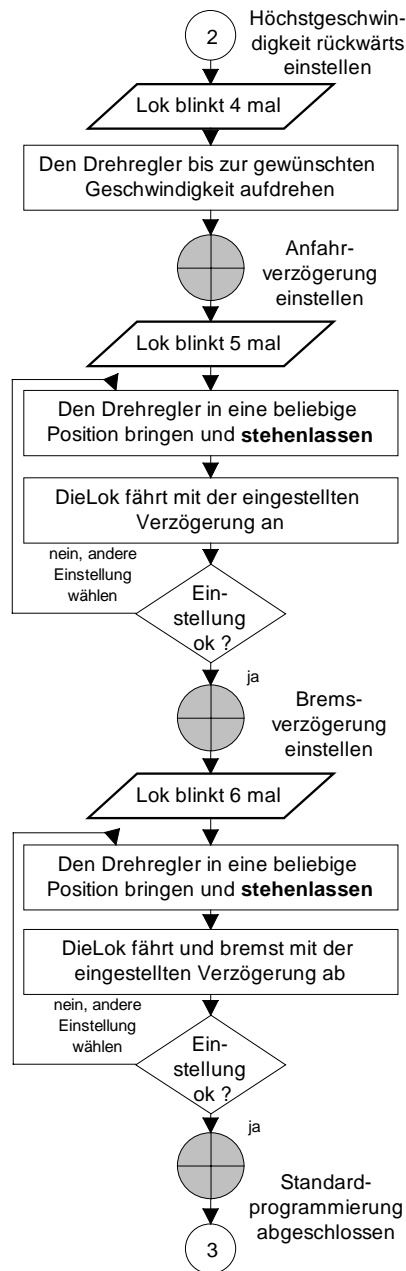 2
Höchstgeschwin-
digkeit rückwärts
einstellen
Lok blinkt 4 mal
Den Drehregler bis zur gewünschten
Geschwindigkeit aufdrehen
Anfahr-
verzögerung
einstellen
Lok blinkt 5 mal
Den Drehregler in eine beliebige
Position bringen und stehenlassen
DieLok fährt mit der eingestellten
Verzögerung an
nein, andere
Einstellung
wählen
Ein-
stellung
ok ?
ja
Brems-
verzögerung
einstellen
Lok blinkt 6 mal
Den Drehregler in eine beliebige
Position bringen und stehenlassen
DieLok fährt und bremst mit der
eingestellten Verzögerung ab
nein, andere
Einstellung
wählen
Ein-
stellung
ok ?
ja
Standard-
programmierung
abgeschlossen
3